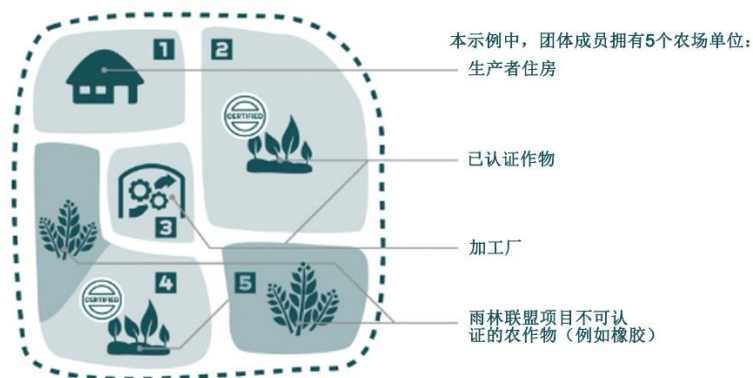 本示例中，团体成员拥有5个农场单位：
1
2
生产者住房
CERTIFIED
已认证作物
3
加工厂
4
5
CERTIFIED
雨林联盟项目不可认
证的农作物（例如橡胶）